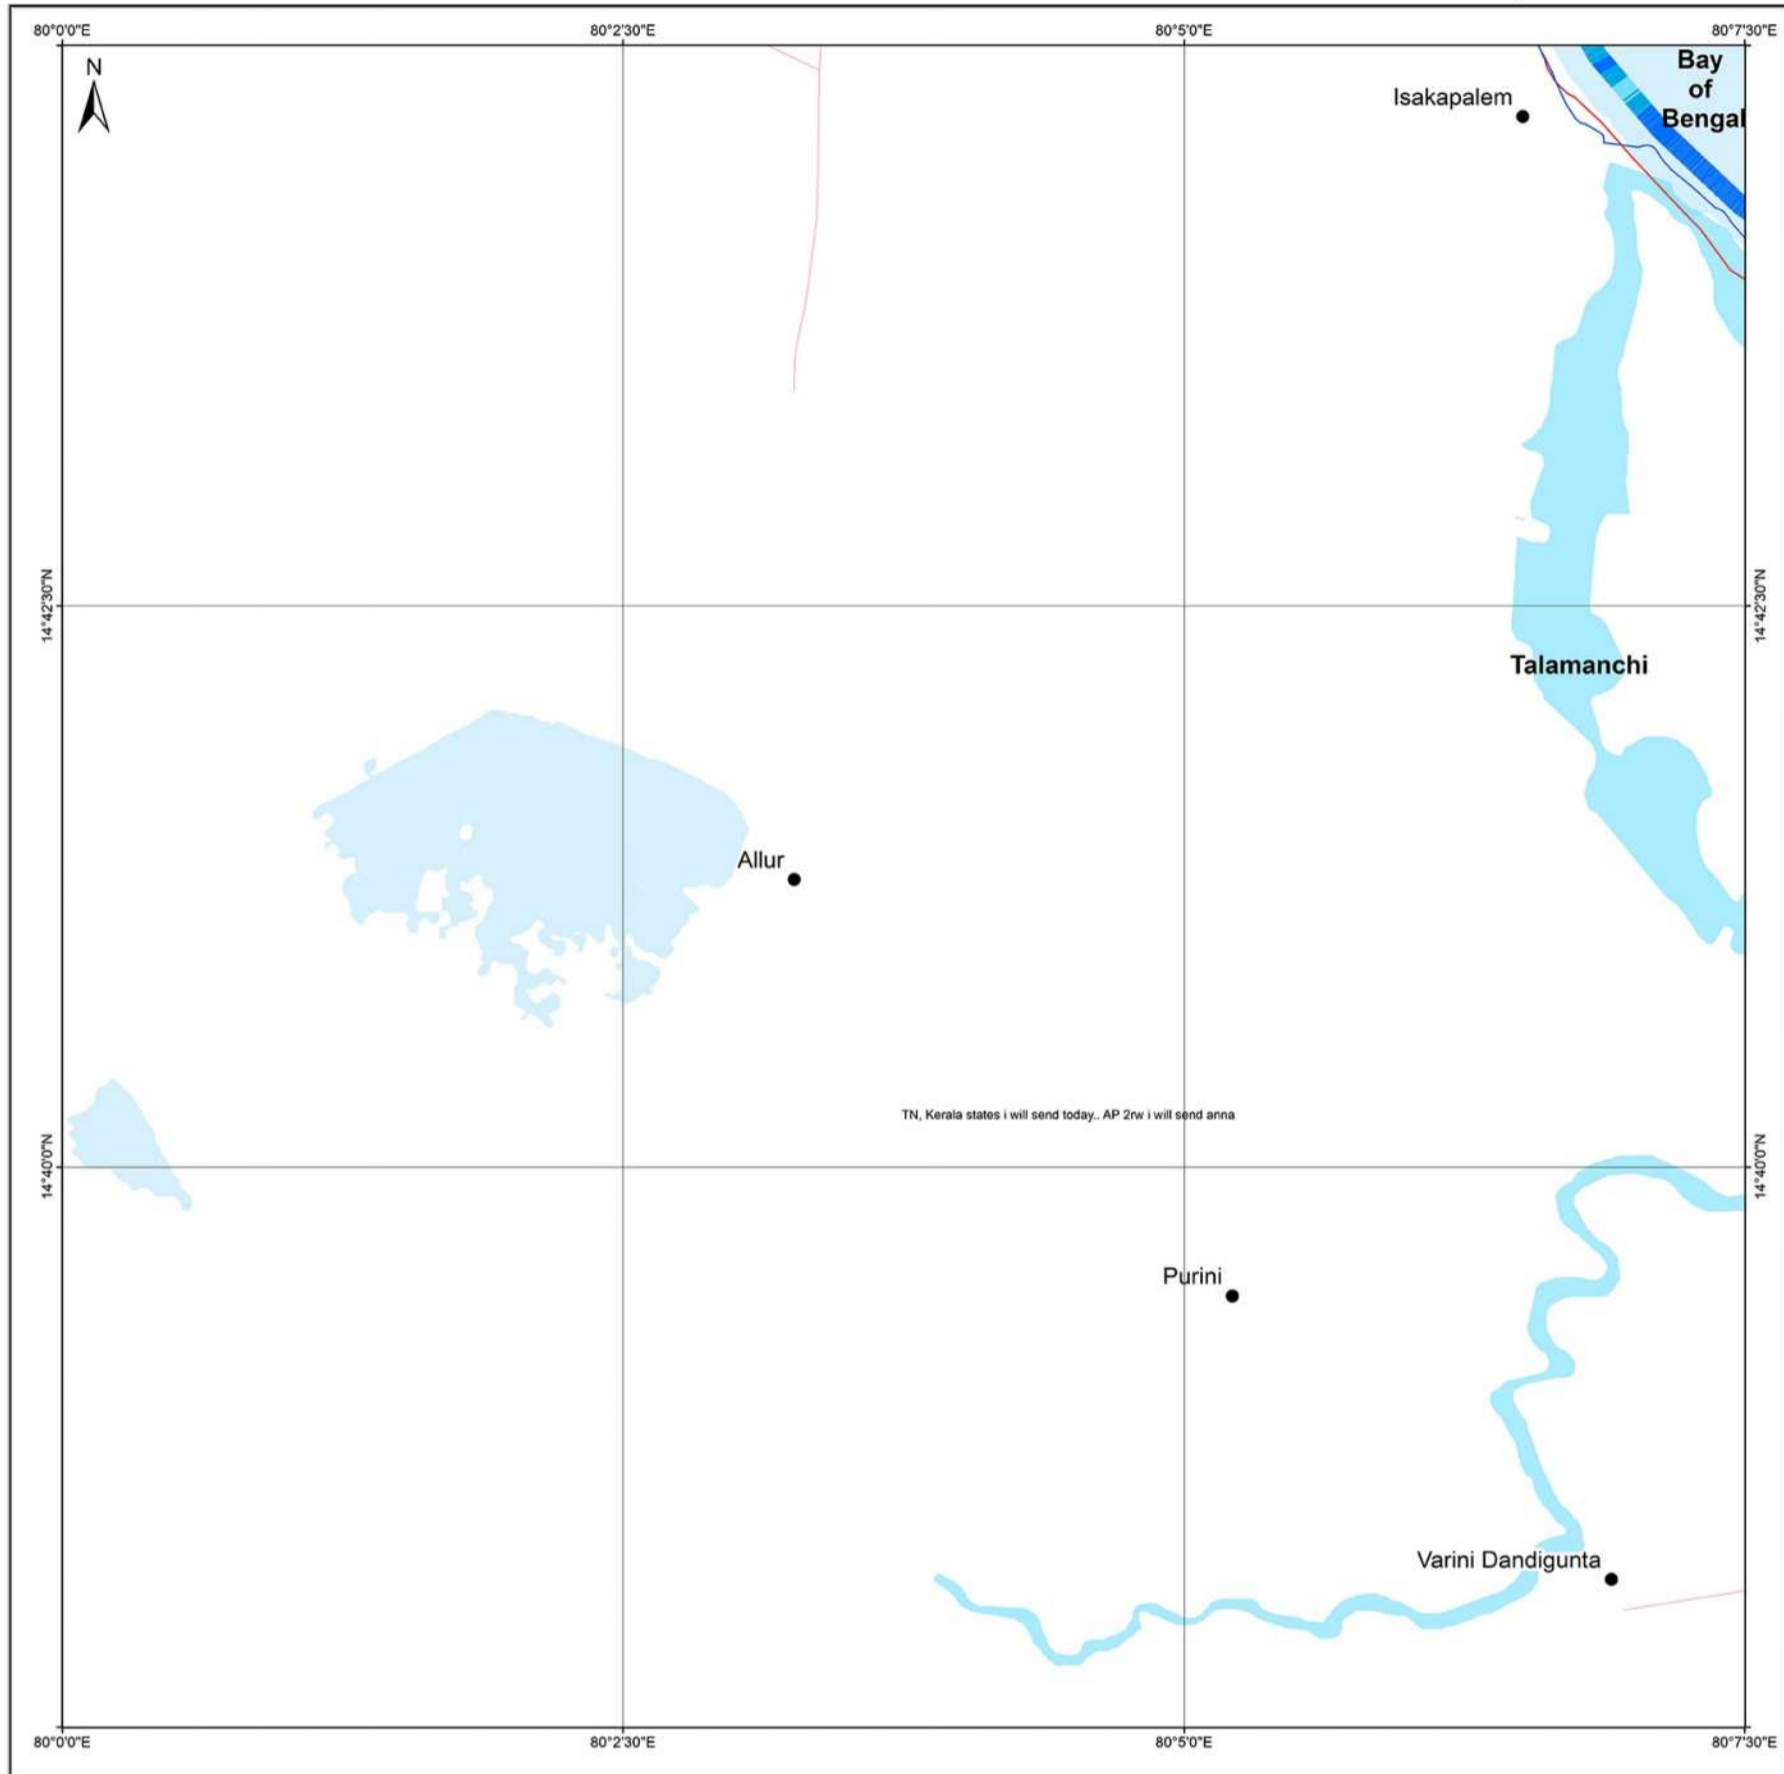 80°0'0"E
80°2'30"E
80°5'0"E
80°7'30"E
N
Bay
of
Bengal
Isakapalem
14°42'30"N
14°42'30"N
Talamanchi
Allur
TN, Kerala states i will send today.. AP 2rw i will send anna
14°40'0"N
14°40'0"N
Purini
Varini Dandigunta
80°0'0"E
80°2'30"E
80°5'0"E
80°7'30"E